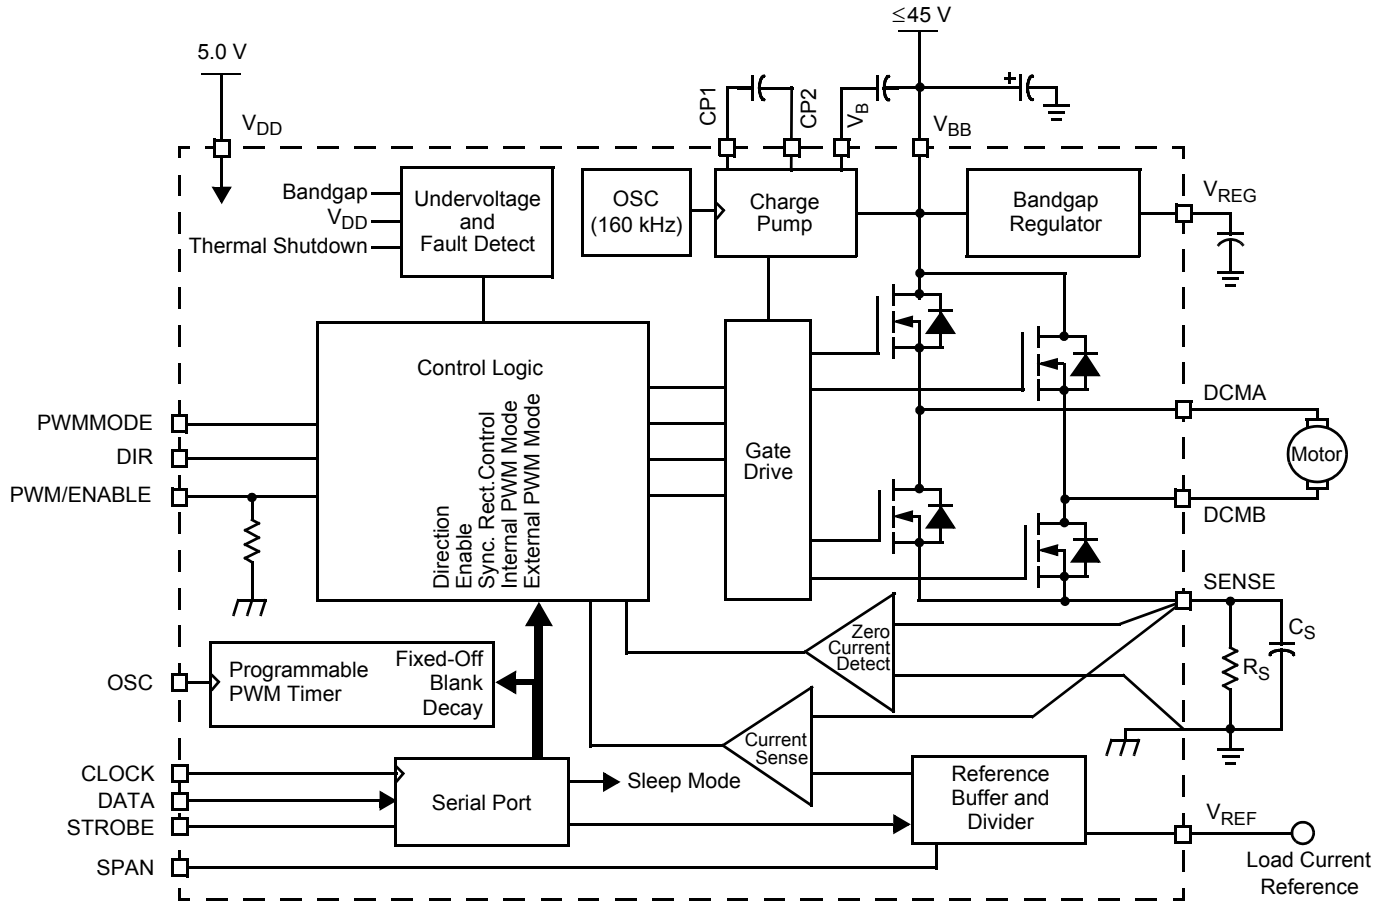 ≤45 V
5.0 V
VDD
CP1
CP2
VB
VBB
Bandgap
VDD
Thermal Shutdown
Undervoltage
and
Fault Detect
OSC
(160 kHz)
Charge
Pump
Bandgap
Regulator
VREG
Control Logic
PWMMODE
DIR
PWM/ENABLE
Direction
Enable
Sync. Rect.Control
Internal PWM Mode
External PWM Mode
Gate
Drive
DCMA
Motor
DCMB
SENSE
Zero
Current
Detect
CS
RS
OSC
Programmable
PWM Timer
Fixed-Off
Blank
Decay
Current
Sense
CLOCK
DATA
STROBE
SPAN
Serial Port
Sleep Mode
Reference
Buffer and
Divider
VREF
Load Current
Reference